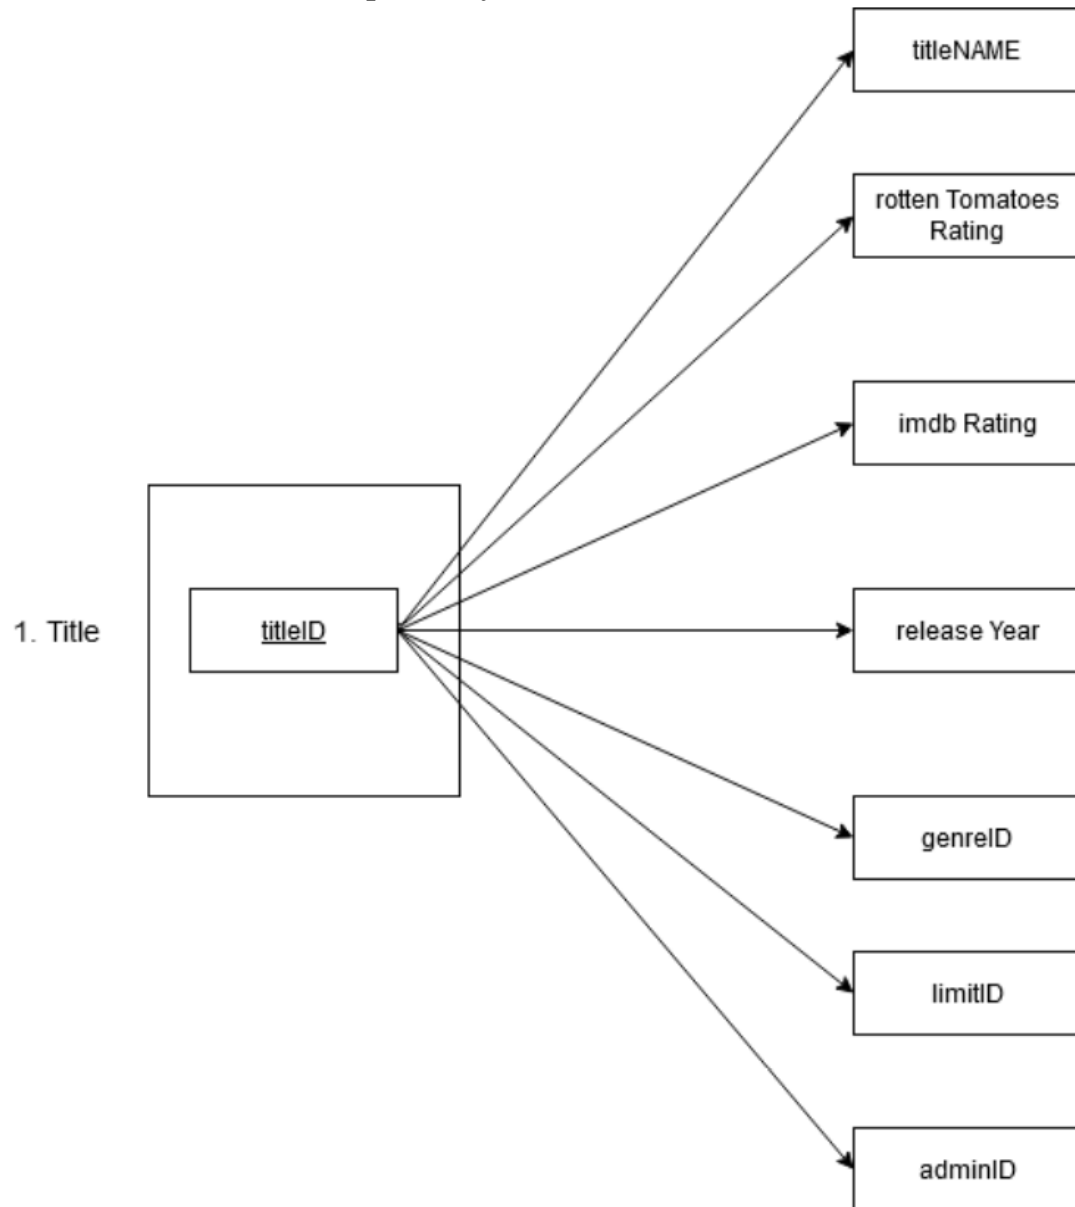 titleNAME
rotten Tomatoes
Rating
imdb Rating
1. Title
titleID
release Year
genreID
limitID
adminID